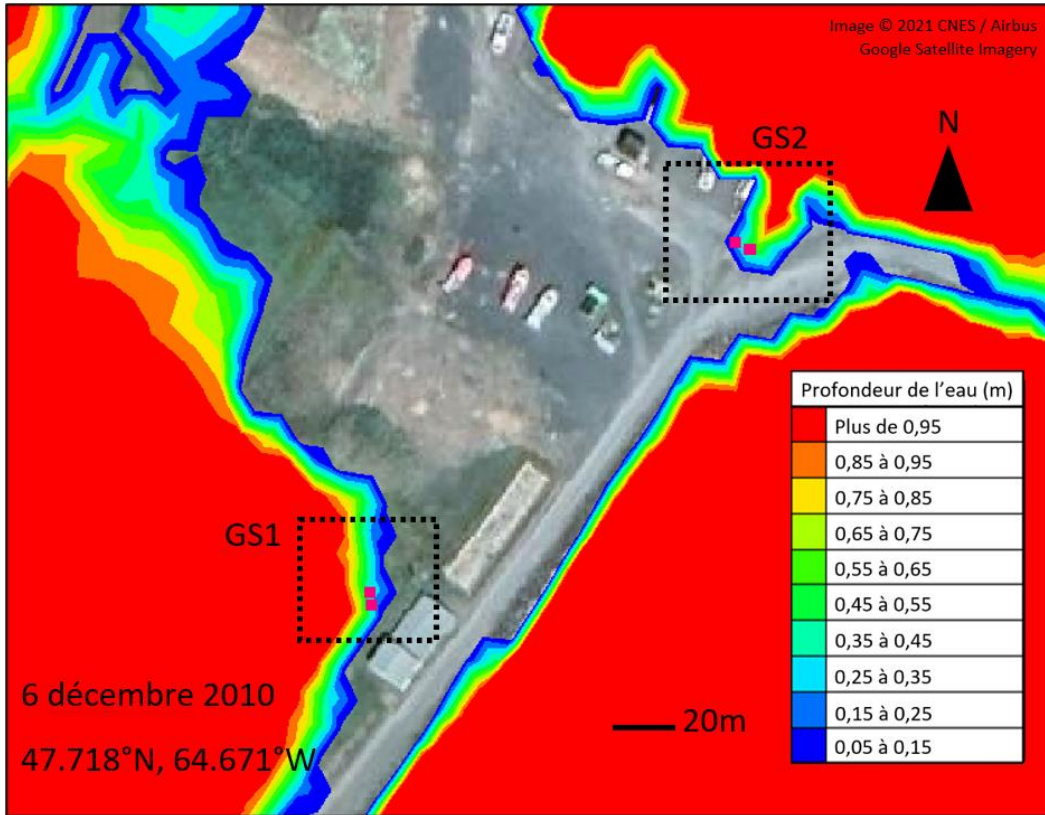 Image © 2021 CNES / Airbus
Google Satellite Imagery
N
GS2
GS1
Profondeur de l'eau (m)
Plus de 0,95
0,85 à 0,95
0,75 à 0,85
0,65 à 0,75
0,55 à 0,65
0,45 à 0,55
0,35 à 0,45
0,25 à 0,35
0,15 à 0,25
0,05 à 0,15
20m
6 décembre 2010
47.718°N, 64.671°W